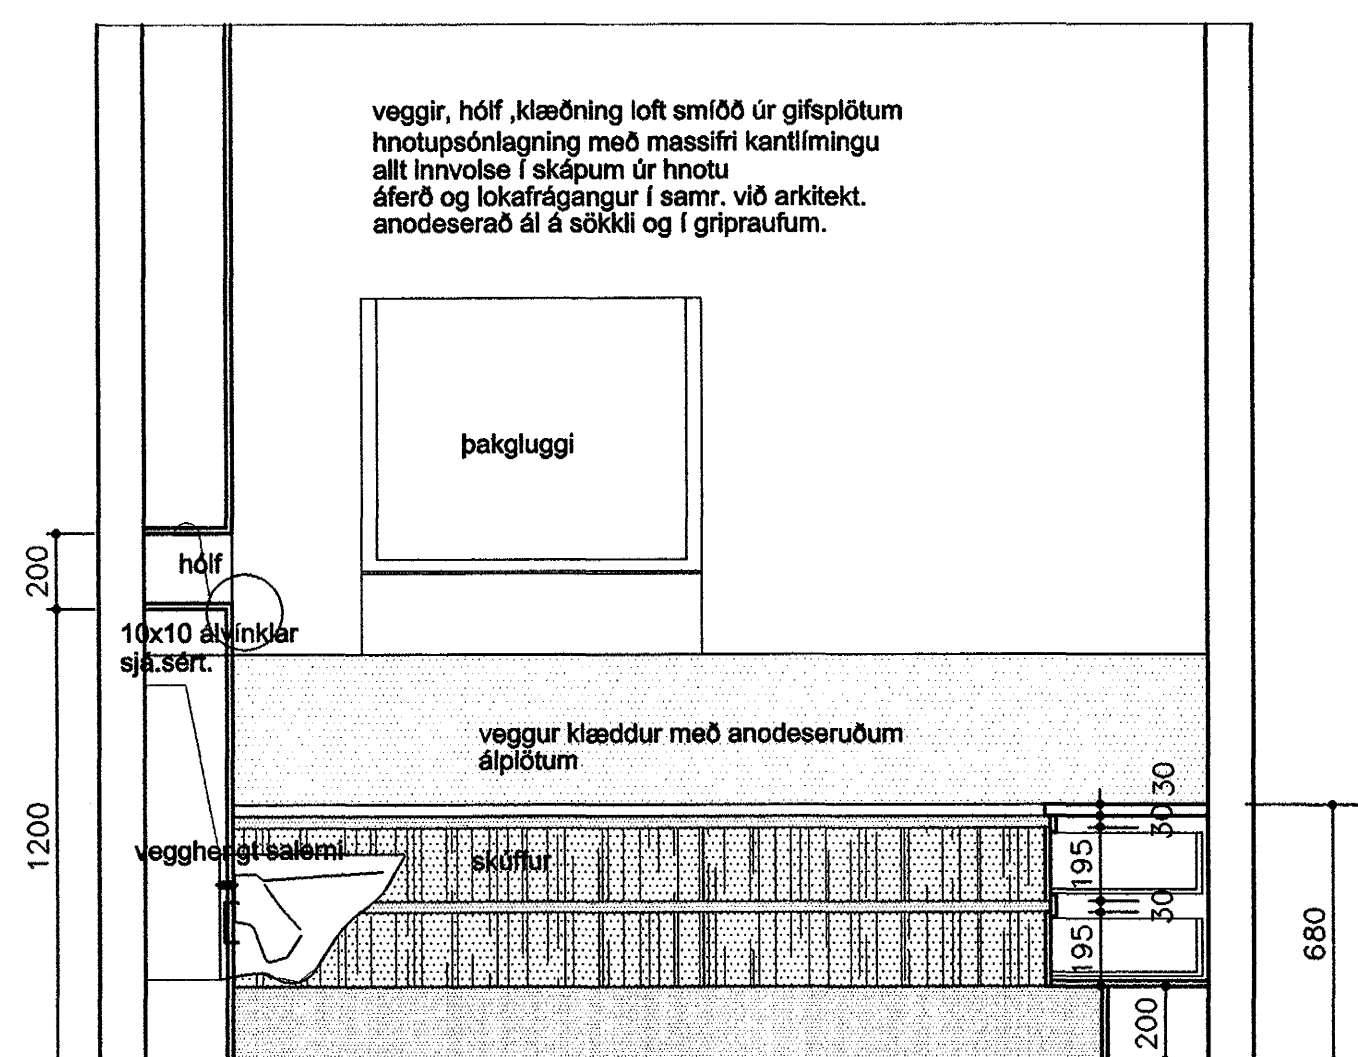 veggir, hólf ,klæðning loft smíðð úr gifsplötum
hnotupsónlagning með massifri kantlímingu
allt innvolse í skápum úr hnotu
áferð og lokafrágangur í samr. við arkitekt.
anodeserað ál á sökkli og í gripraufum.
þakgluggi
200
hólf
10x10 álvínklar
sjá.sért.
veggur klæddur með anodeseruðum
álplötum
30
30
1200
vegghengt salerni
skúffur
195
30
680
195
200